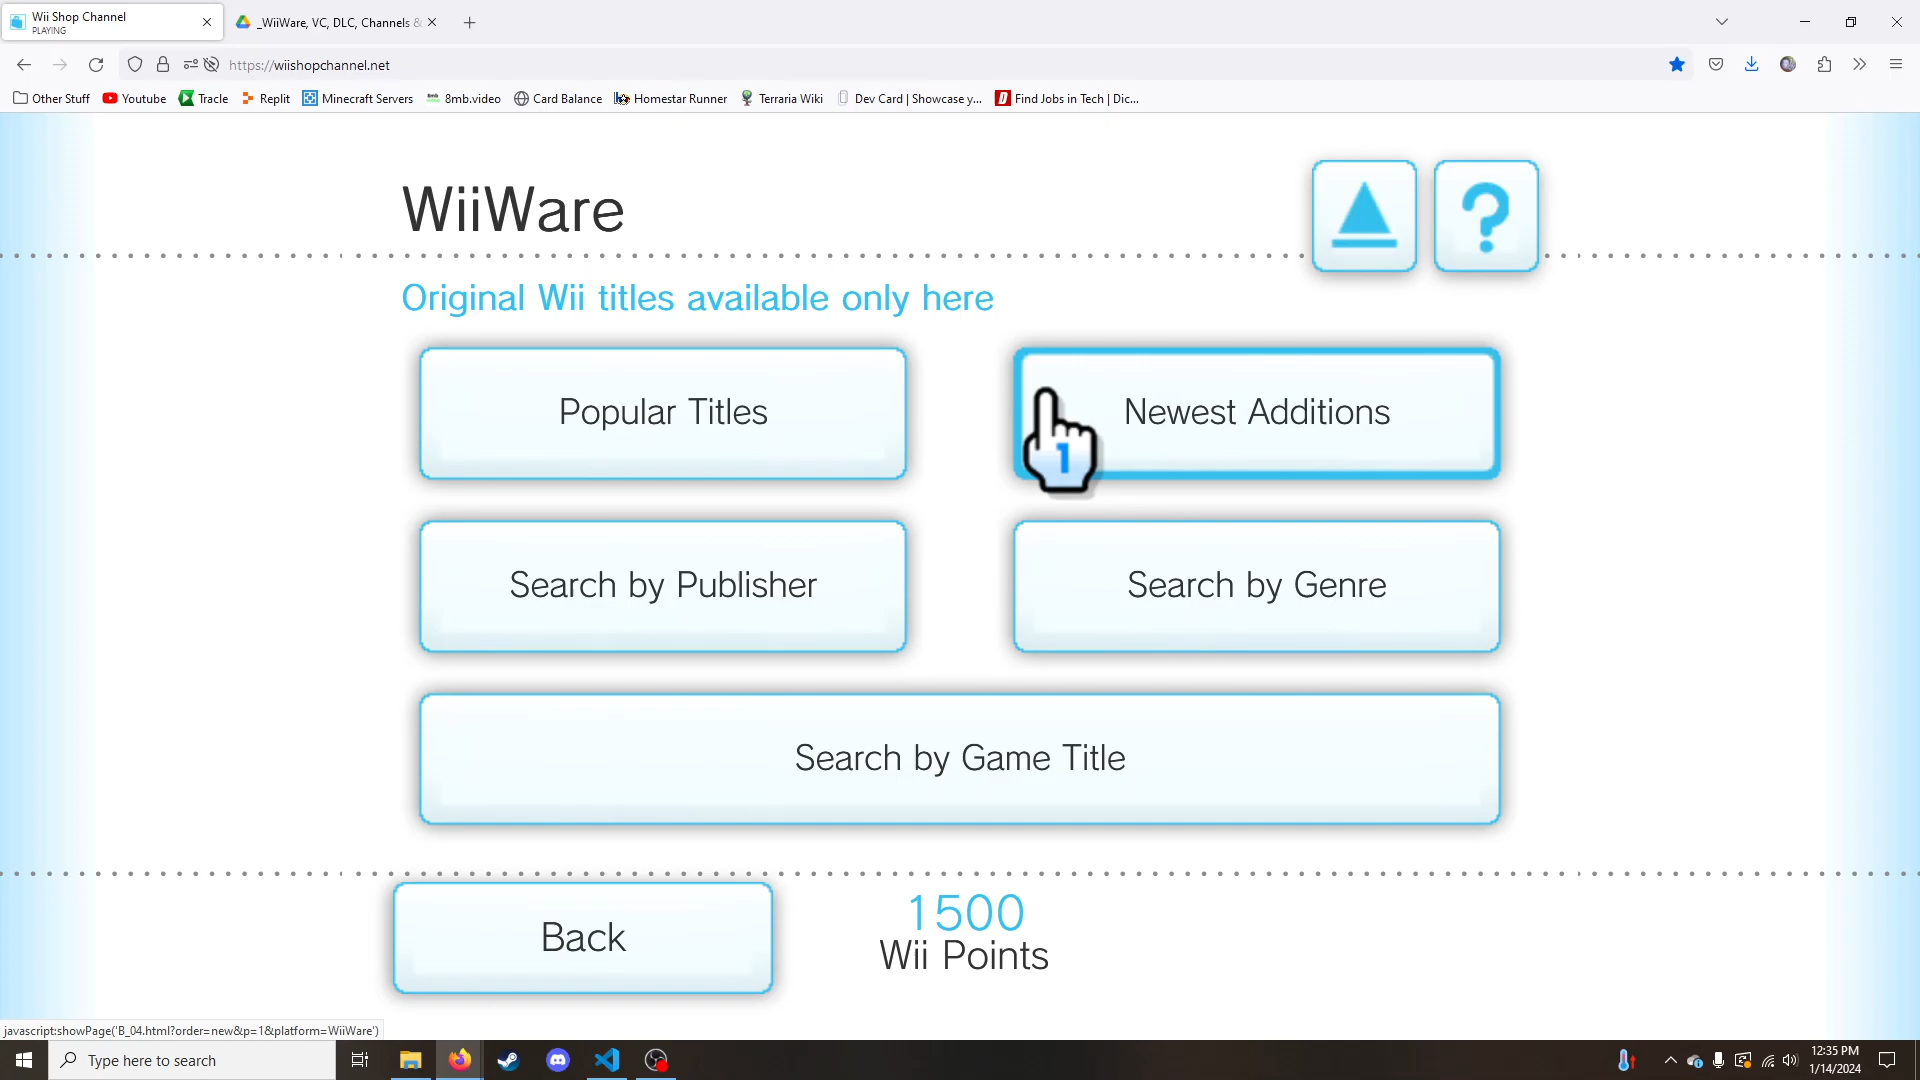 Wii Shop Channel
PLAYING
_WiiWare, VC, DLC, Channels &
https://wiishopchannel.net
Other Stuff
Youtube
Tracle
Replit
Minecraft Servers
8mb.video
Card Balance
Homestar Runner
Terraria Wiki
Dev Card | Showcase y...
Find Jobs in Tech | Dic...
WiiWare
?
Original Wii titles available only here
Popular Titles
Newest Additions
1
Search by Publisher
Search by Genre
Search by Game Title
Back
1500
Wii Points
javascript:showPage('B_04.html?order=new&p=1&platform=WiiWare')
Type here to search
12:35 PM
1/14/2024